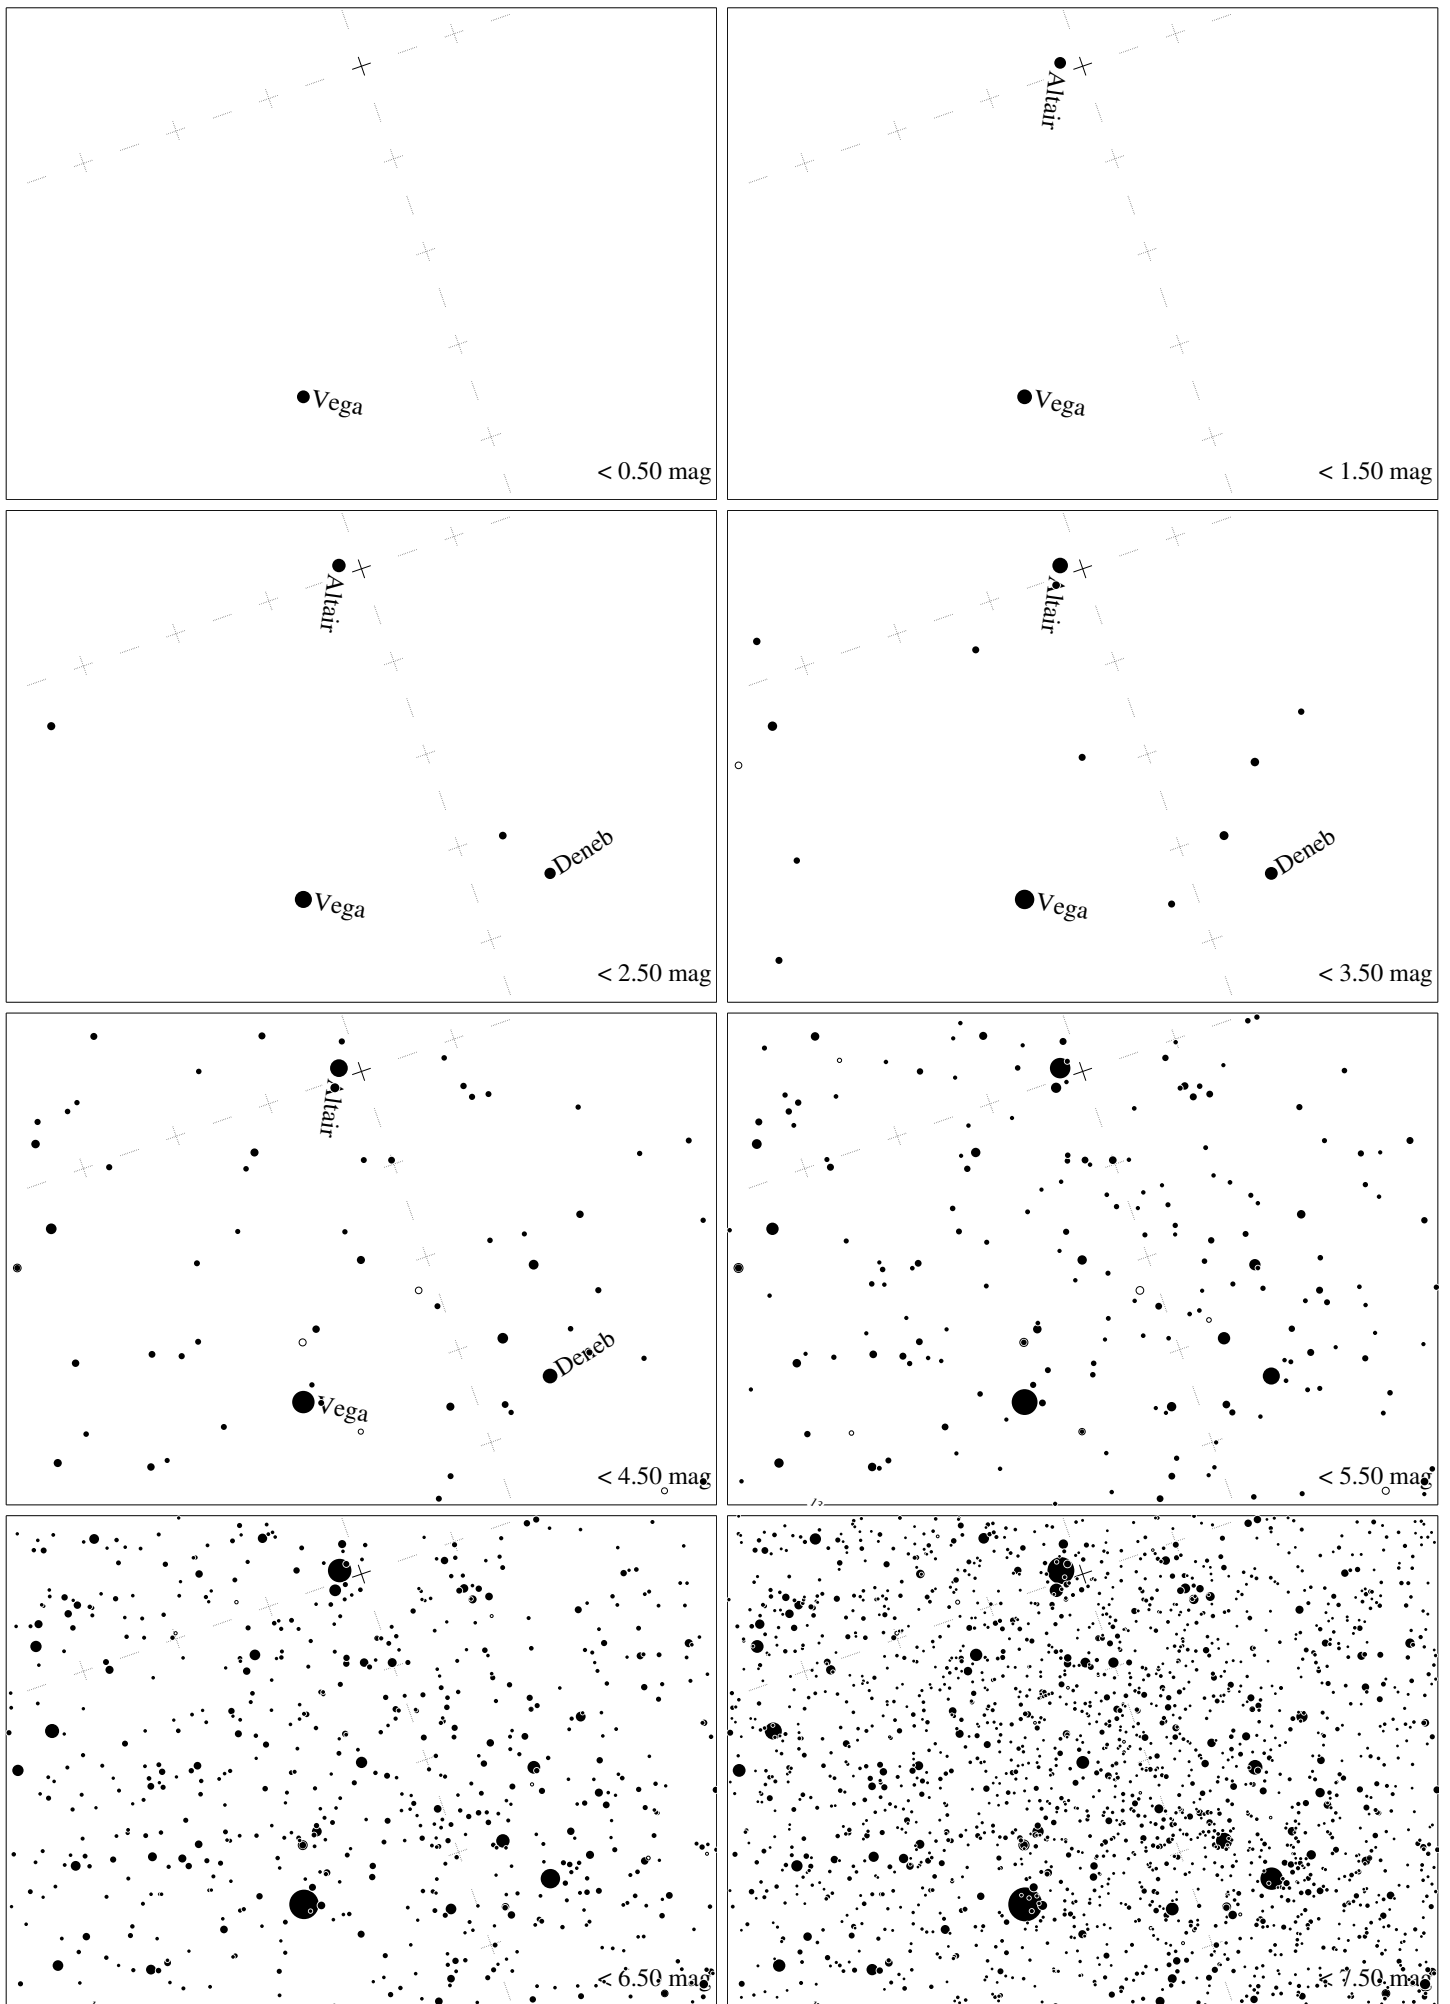 Vega
< 0.50 mag
Altair
Vega
< 1.50 mag
Altair
Deneb
Vega
< 2.50 mag
Altair
Deneb
Vega
< 3.50 mag
Altair
Deneb
Vega
< 4.50 mag
< 5.50 mag
< 6.50 mag
< 7.50 mag